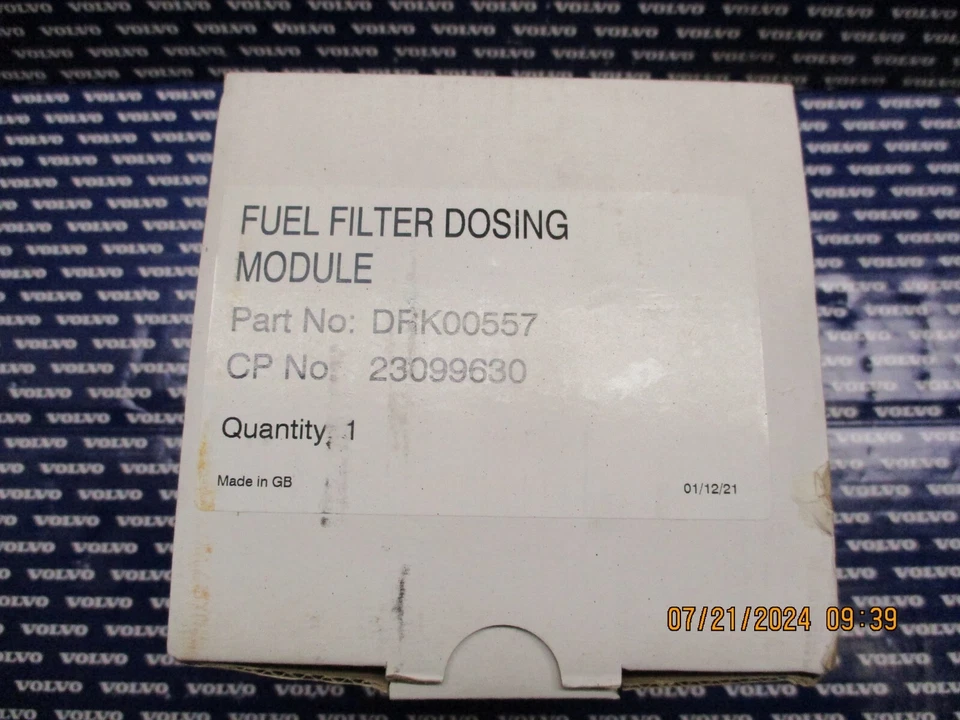 FUEL FILTER DOSING
MODULE
Part No: DRK00557
CP No: 23099630
Quantity: 1
Made in GB
01/12/21
07/21/2024 09:39
VOLVO